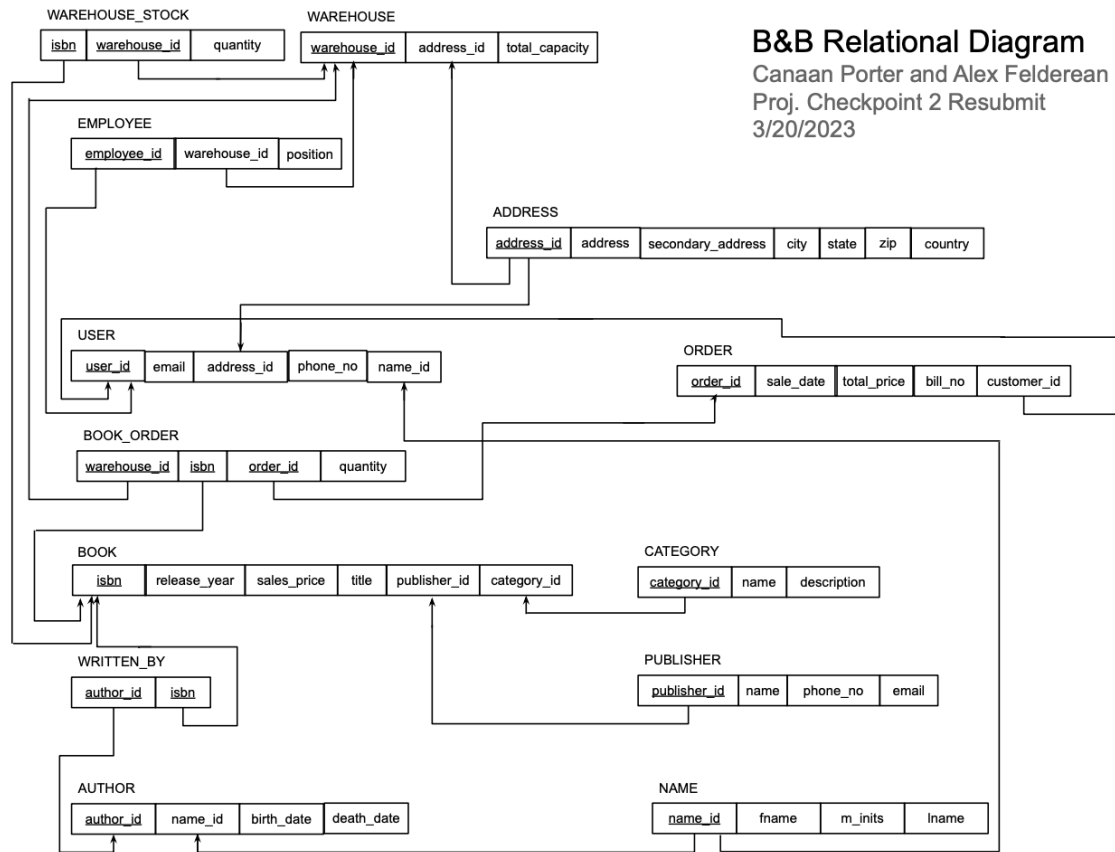 WAREHOUSE_STOCK
isbn warehouse_id quantity
WAREHOUSE
warehouse_id address_id total_capacity
B&B Relational Diagram
Canaan Porter and Alex Felderean
Proj. Checkpoint 2 Resubmit
3/20/2023
EMPLOYEE
employee_id warehouse_id position
ADDRESS
address_id address secondary_address city state zip country
USER
user_id email address_id phone_no name_id
ORDER
order_id sale_date total_price bill_no customer_id
BOOK_ORDER
warehouse_id isbn order_id quantity
BOOK
isbn release_year sales_price title publisher_id category_id
CATEGORY
category_id name description
WRITTEN_BY
author_id isbn
PUBLISHER
publisher_id name phone_no email
AUTHOR
author_id name_id birth_date death_date
NAME
name_id fname m_inits lname